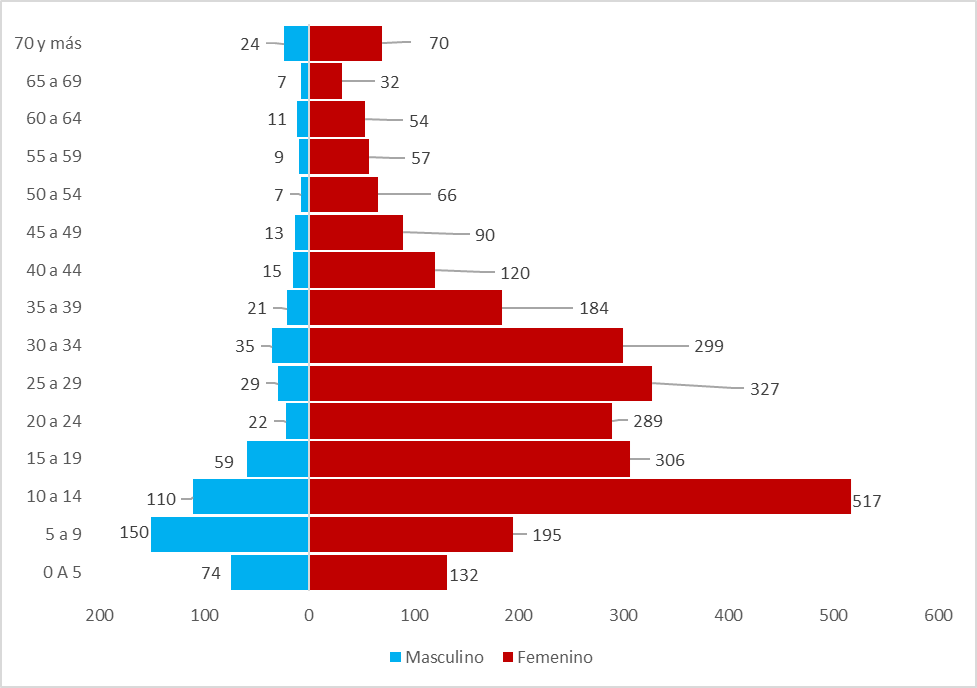 70 y más 24 70
65 a 69 7 32
60 a 64 11 54
55 a 59 9 57
50 a 54 7 66
45 a 49 13 90
40 a 44 15 120
35 a 39 21 184
30 a 34 35 299
25 a 29 29 327
20 a 24 22 289
15 a 19 59 306
10 a 14 110 517
5 a 9 150 195
0 A 5 74 132
200 100 0 100 200 300 400 500 600
Masculino Femenino